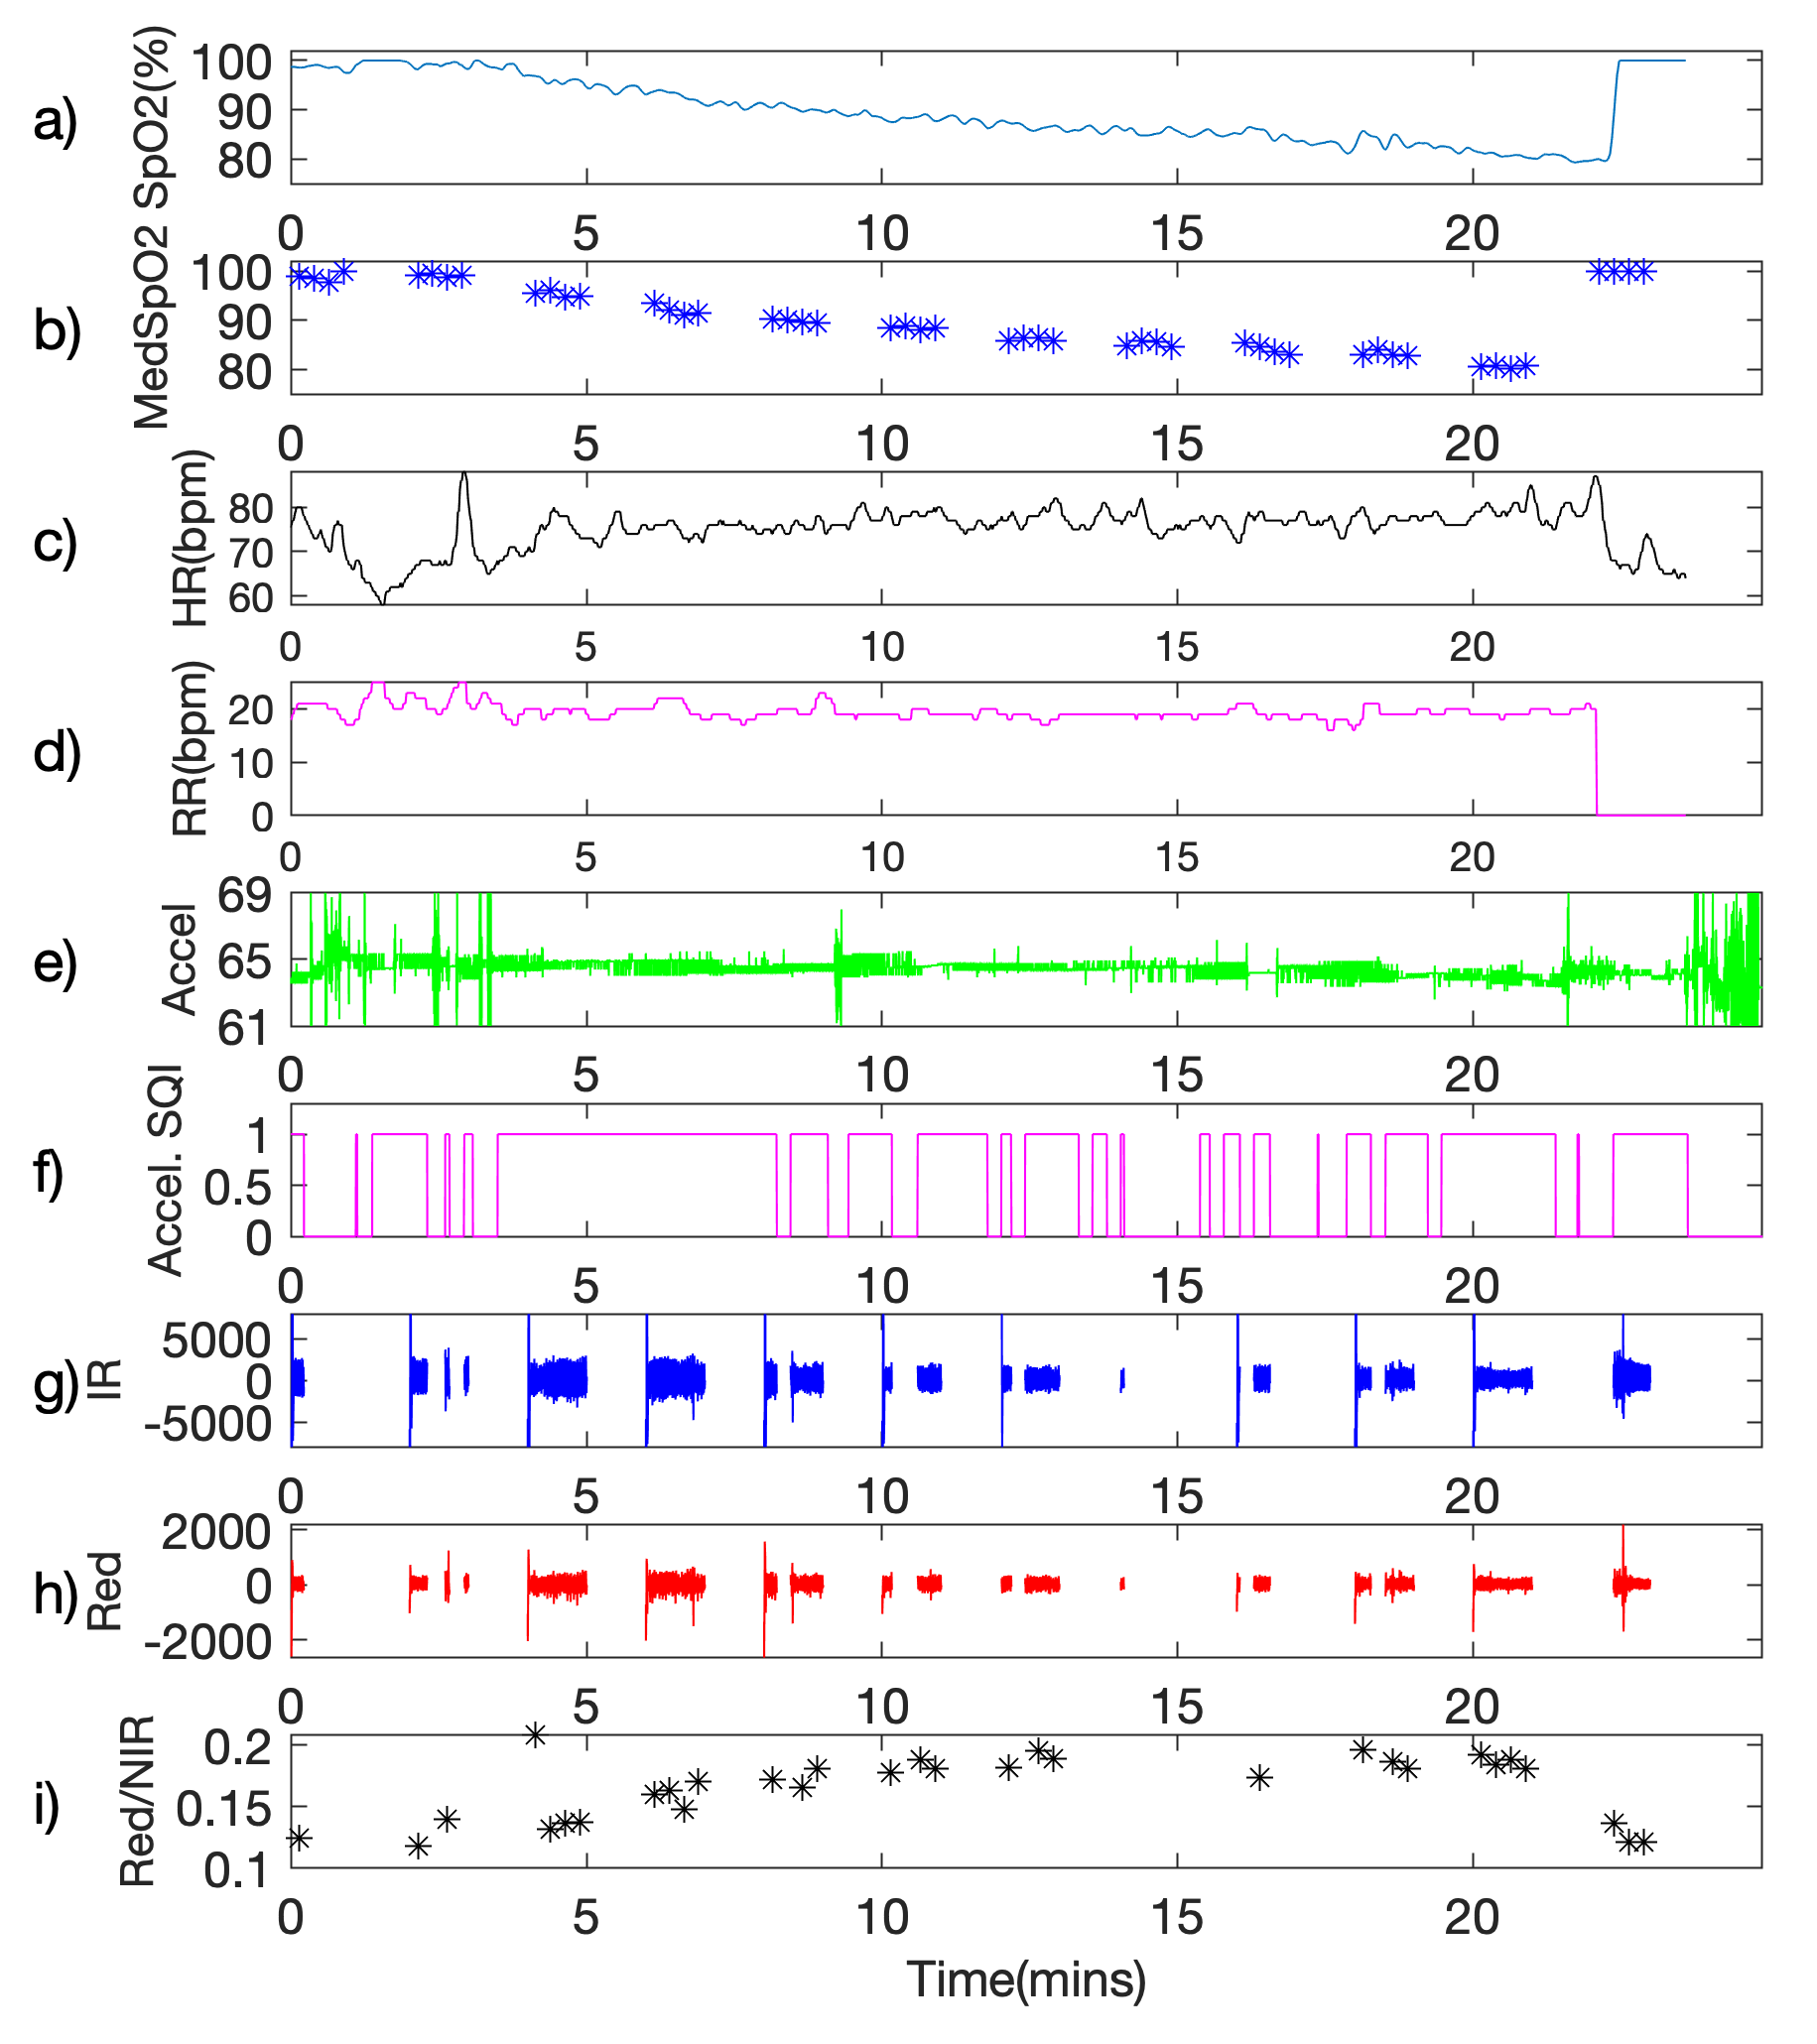 a)
SpO2(%)
100
90
80
0 5 10 15 20
b)
MedSpO2
100
90
80
0 5 10 15 20
c)
HR(bpm)
80
70
60
0 5 10 15 20
d)
RR(bpm)
20
10
0
0 5 10 15 20
e)
Accel
69
65
61
0 5 10 15 20
f)
Accel. SQI
1
0.5
0
0 5 10 15 20
g)
IR
5000
0
-5000
0 5 10 15 20
h)
Red
2000
0
-2000
0 5 10 15 20
i)
Red/NIR
0.2
0.15
0.1
0 5 10 15 20
Time(mins)